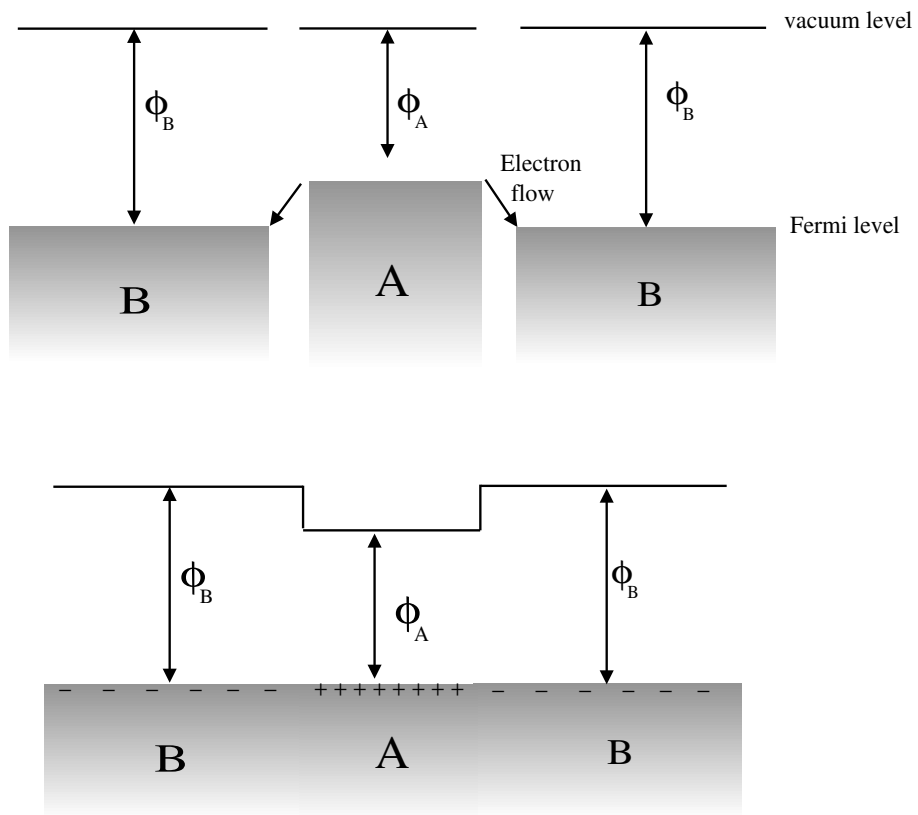 vacuum level
ϕB
ϕA
ϕB
Electron
flow
Fermi level
B
A
B
ϕB
ϕA
ϕB
– – – – – –
+ + + + + + + +
– – – – – –
B
A
B